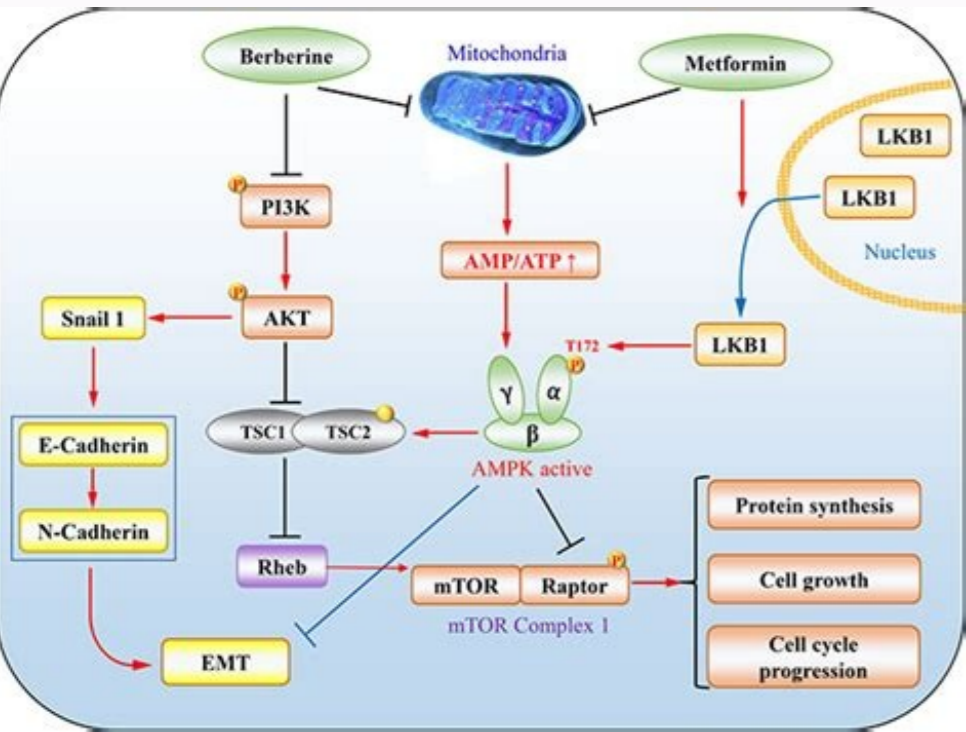 Berberine
Mitochondria
Metformin
LKB1
P
PI3K
LKB1
Nucleus
AMP/ATP ↑
P
AKT
Snail 1
T172
LKB1
P
γ
α
TSC1
TSC2
β
E-Cadherin
AMPK active
N-Cadherin
Protein synthesis
Rheb
P
mTOR
Raptor
Cell growth
mTOR Complex 1
Cell cycle
progression
EMT